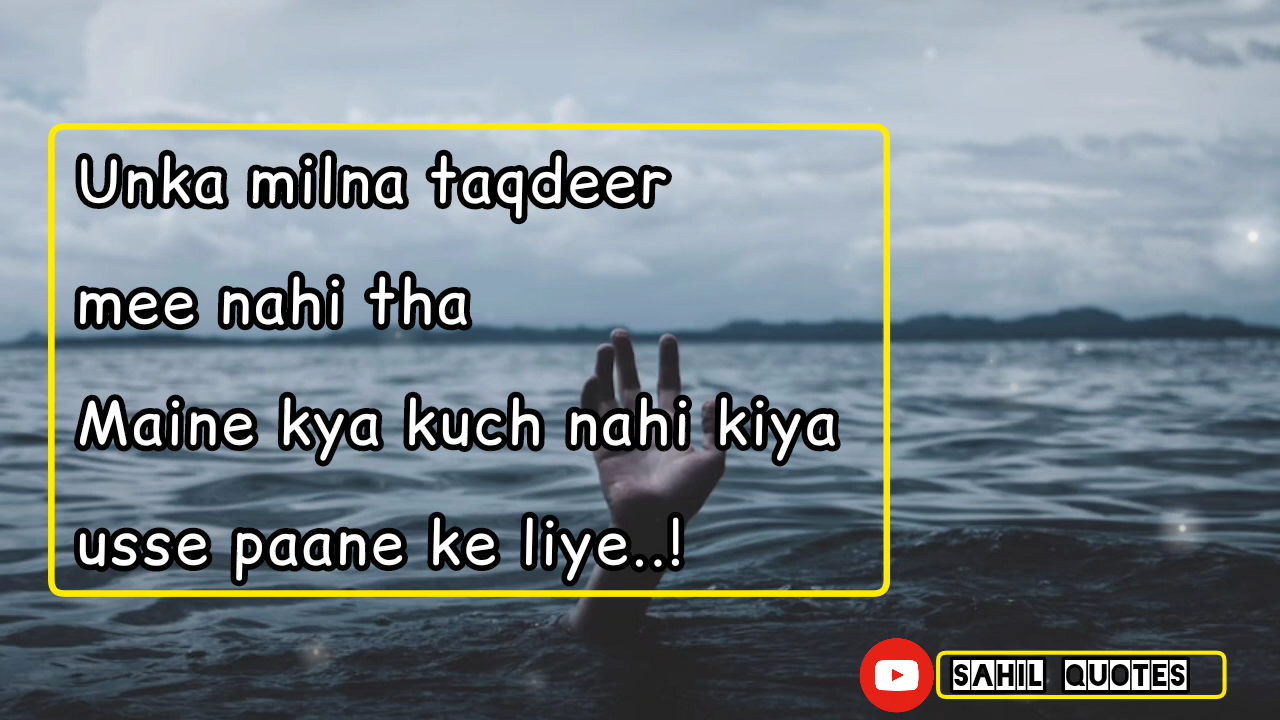 Unka milna taqdeer
mee nahi tha
Maine kya kuch nahi kiya
usse paane ke liye..!
SAHIL QUOTES